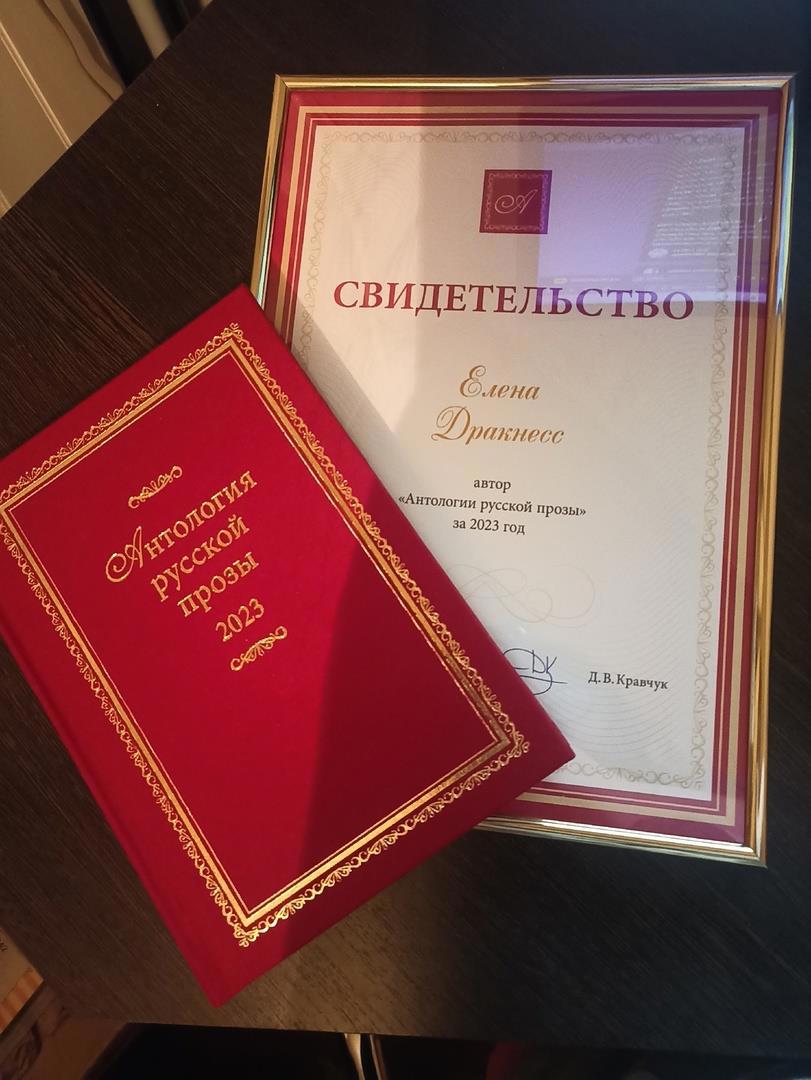 А
СВИДЕТЕЛЬСТВО
Елена
Дракнесс
автор
«Антологии русской прозы»
за 2023 год
Д. В. Кравчук
Антология
русской
прозы
2023